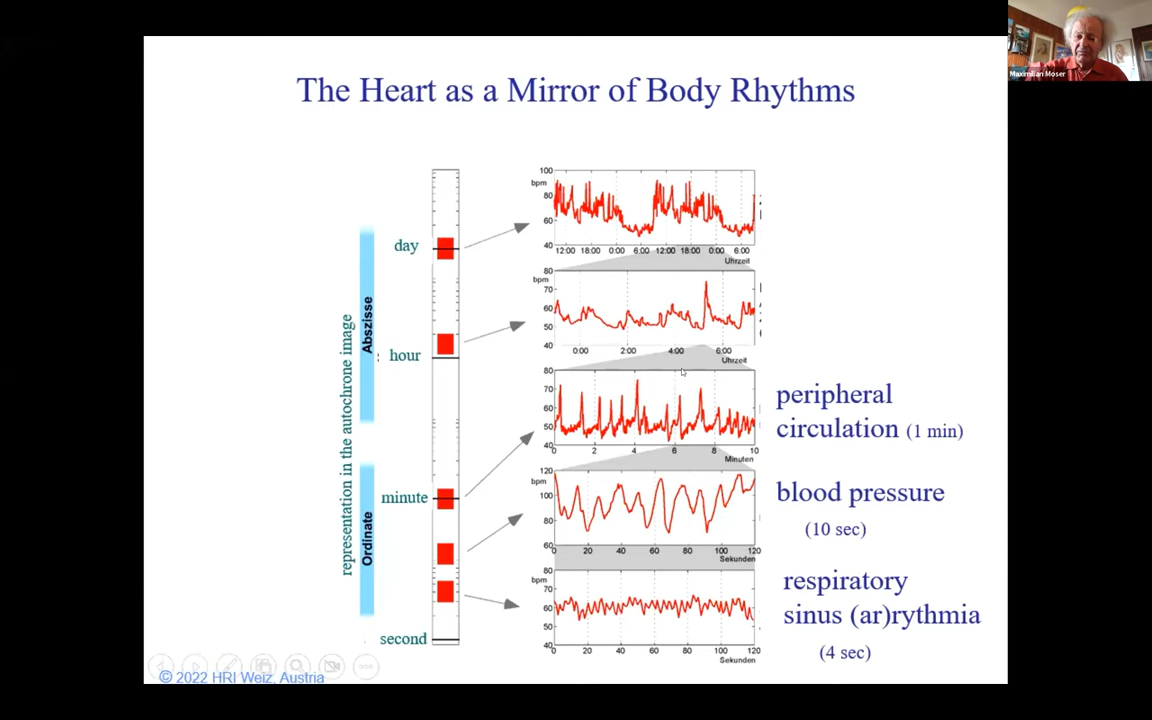 Maximilian Moser
The Heart as a Mirror of Body Rhythms
representation in the autochrone image
Abszisse
Ordinate
day
hour
minute
second
100
bpm
80
60
40
12:00 18:00 0:00 6:00 12:00 18:00 0:00 6:00
Uhrzeit
80
bpm
70
60
50
40
0:00 2:00 4:00 6:00
Uhrzeit
80
70
60
50
40
0 2 4 6 8 10
Minuten
peripheral
circulation (1 min)
120
bpm
100
80
60
0 20 40 60 80 100 120
Sekunden
blood pressure
(10 sec)
80
bpm
70
60
50
40
0 20 40 60 80 100 120
Sekunden
respiratory
sinus (ar)rythmia
(4 sec)
© 2022 HRI Weiz, Austria